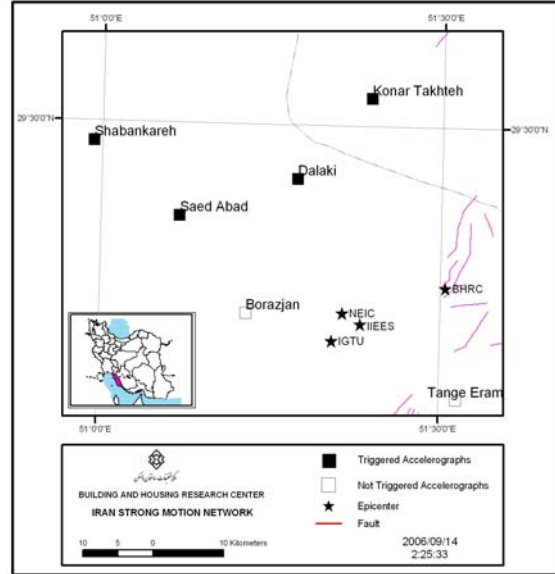 51°0'0"E
51°30'0"E
Konar Takhteh
29°30'0"N
29°30'0"N
Shabankareh
Dalaki
Saed Abad
BHRC
Borazjan
NEIC
IIEES
IGTU
Tange Eram
51°0'0"E
51°30'0"E
BUILDING AND HOUSING RESEARCH CENTER
IRAN STRONG MOTION NETWORK
10 5 0 10 Kilometers
Triggered Accelerographs
Not Triggered Accelerographs
Epicenter
Fault
2006/09/14
2:25:33